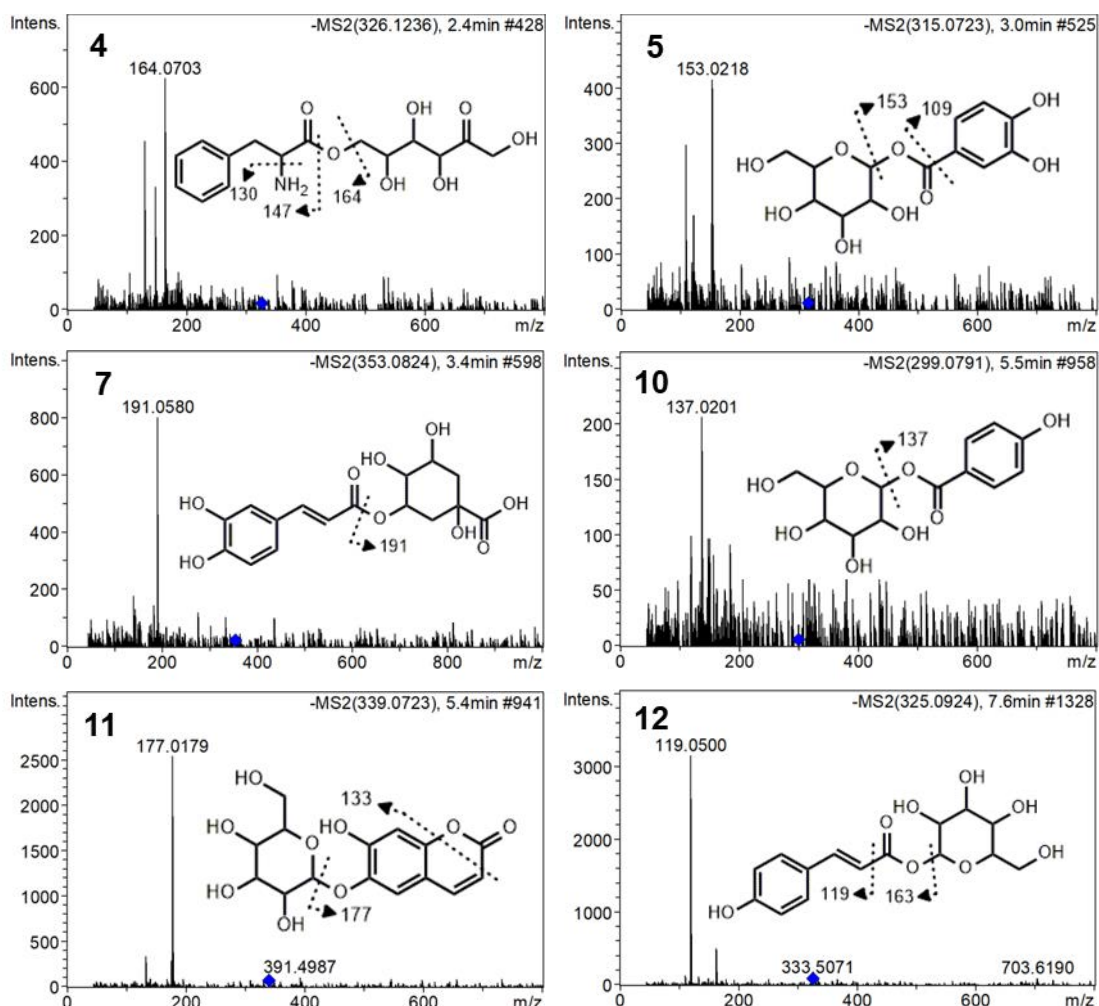 Intens.
-MS2(326.1236), 2.4min #428
4
164.0703
600
400
200
0
0
200
400
600
m/z
O
OH
O
OH
O
NH2
OH
OH
130
147
164
Intens.
-MS2(315.0723), 3.0min #525
5
153.0218
400
300
200
100
0
0
200
400
600
m/z
153
109
OH
HO
O
O
OH
HO
OH
O
OH
Intens.
-MS2(353.0824), 3.4min #598
7
191.0580
800
600
400
200
0
0
200
400
600
800
m/z
OH
HO
O
OH
HO
O
OH
O
HO
191
Intens.
-MS2(299.0791), 5.5min #958
10
137.0201
200
150
100
50
0
0
200
400
600
m/z
137
OH
O
O
HO
HO
OH
O
OH
Intens.
-MS2(339.0723), 5.4min #941
11
177.0179
2500
2000
1500
1000
500
0
0
200
400
600
m/z
HO
133
HO
HO
O
O
O
HO
O
OH
177
391.4987
Intens.
-MS2(325.0924), 7.6min #1328
12
119.0500
3000
2000
1000
0
0
200
400
600
m/z
OH
HO
OH
O
O
O
OH
119
163
HO
333.5071
703.6190